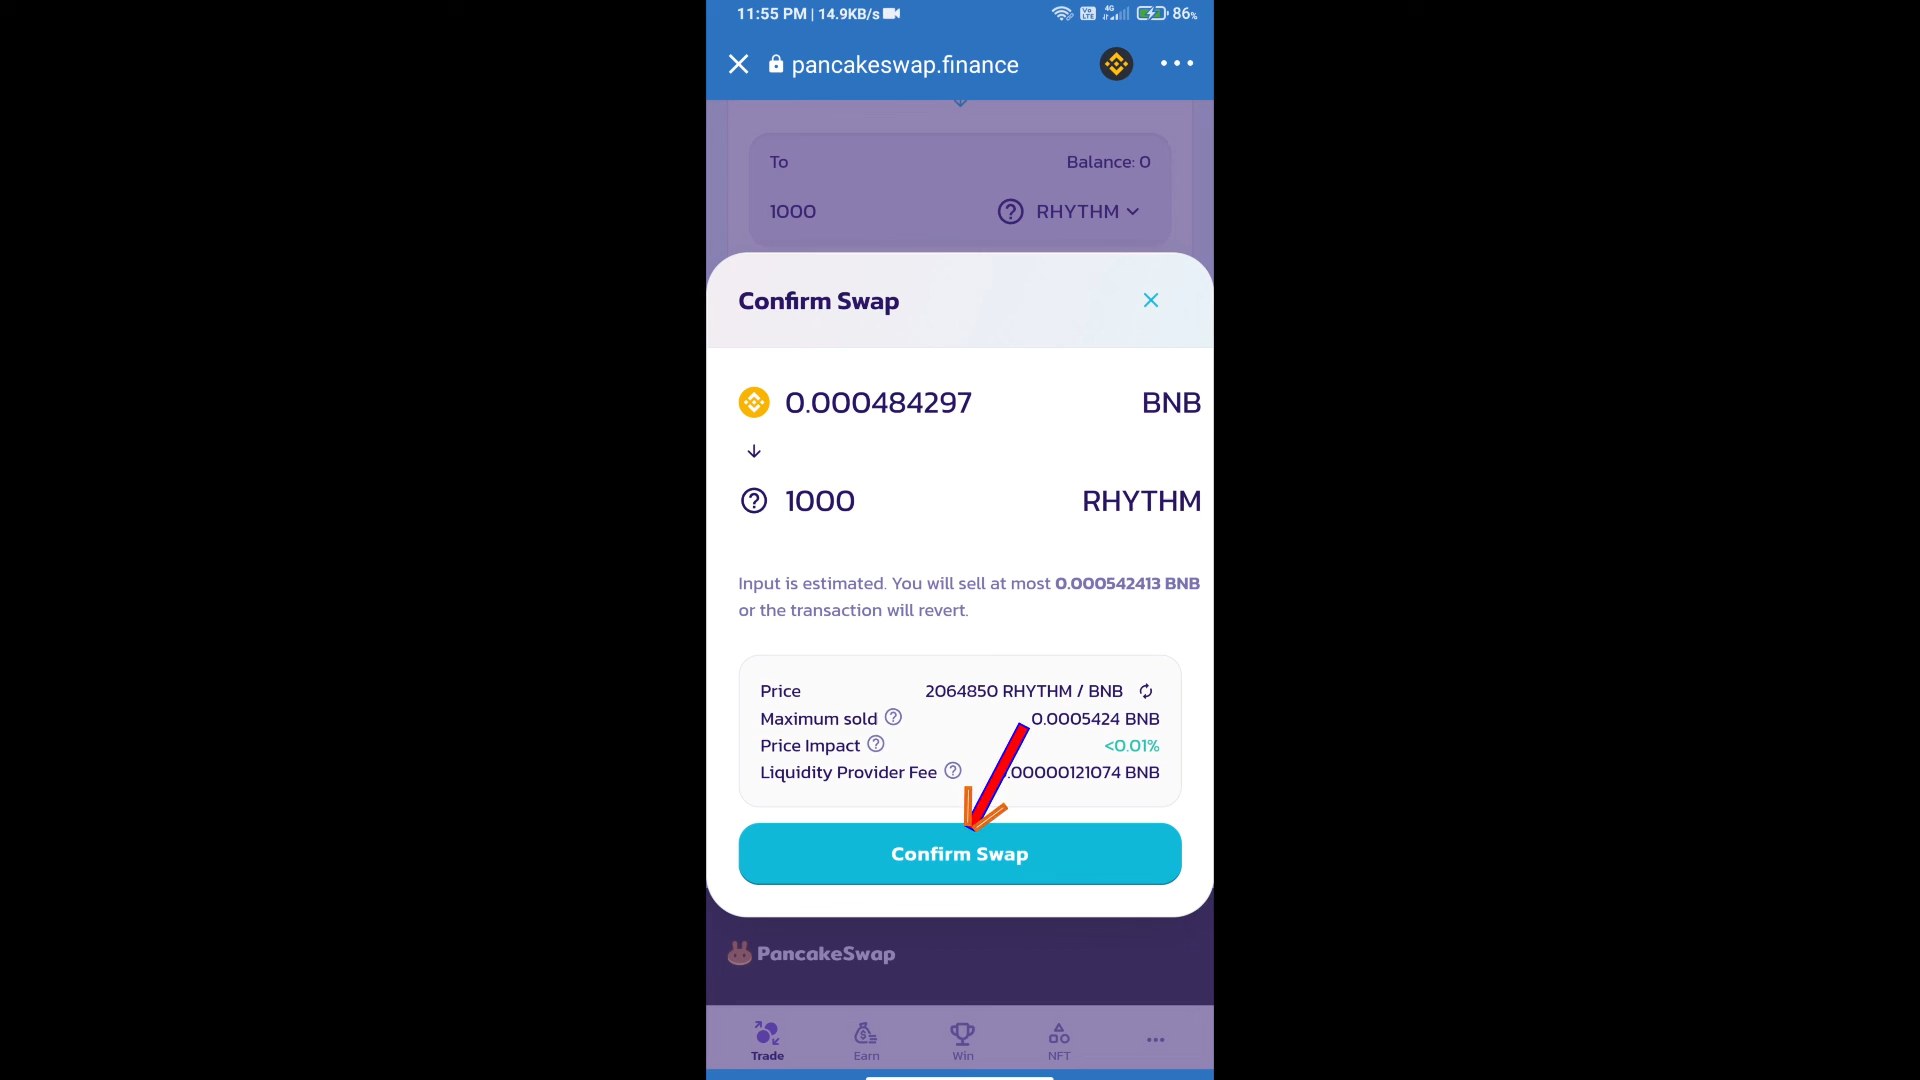 11:55 PM | 14.9KB/s
Vo LTE
4G
86%
pancakeswap.finance
To
Balance: 0
1000
RHYTHM
Confirm Swap
0.000484297
BNB
1000
RHYTHM
Input is estimated. You will sell at most 0.000542413 BNB
or the transaction will revert.
Price
2064850 RHYTHM / BNB
Maximum sold
0.0005424 BNB
Price Impact
<0.01%
Liquidity Provider Fee
.00000121074 BNB
Confirm Swap
PancakeSwap
Trade
Earn
Win
NFT